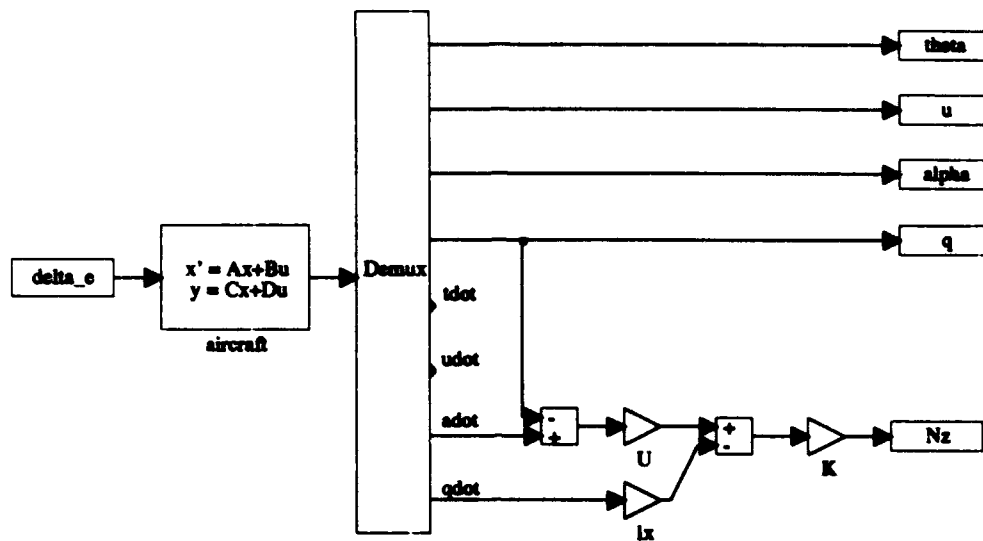 theta
u
alpha
q
delta_e
x' = Ax+Bu
y = Cx+Du
aircraft
Demux
tdot
udot
adot
qdot
-
+
U
+
-
K
Nz
lx